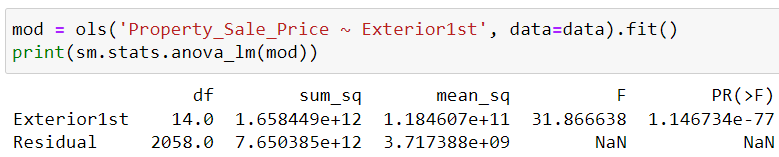 mod = ols('Property_Sale_Price ~ Exterior1st', data=data).fit()
print(sm.stats.anova_lm(mod))
df sum_sq mean_sq F PR(>F)
Exterior1st 14.0 1.658449e+12 1.184607e+11 31.866638 1.146734e-77
Residual 2058.0 7.650385e+12 3.717388e+09 NaN NaN